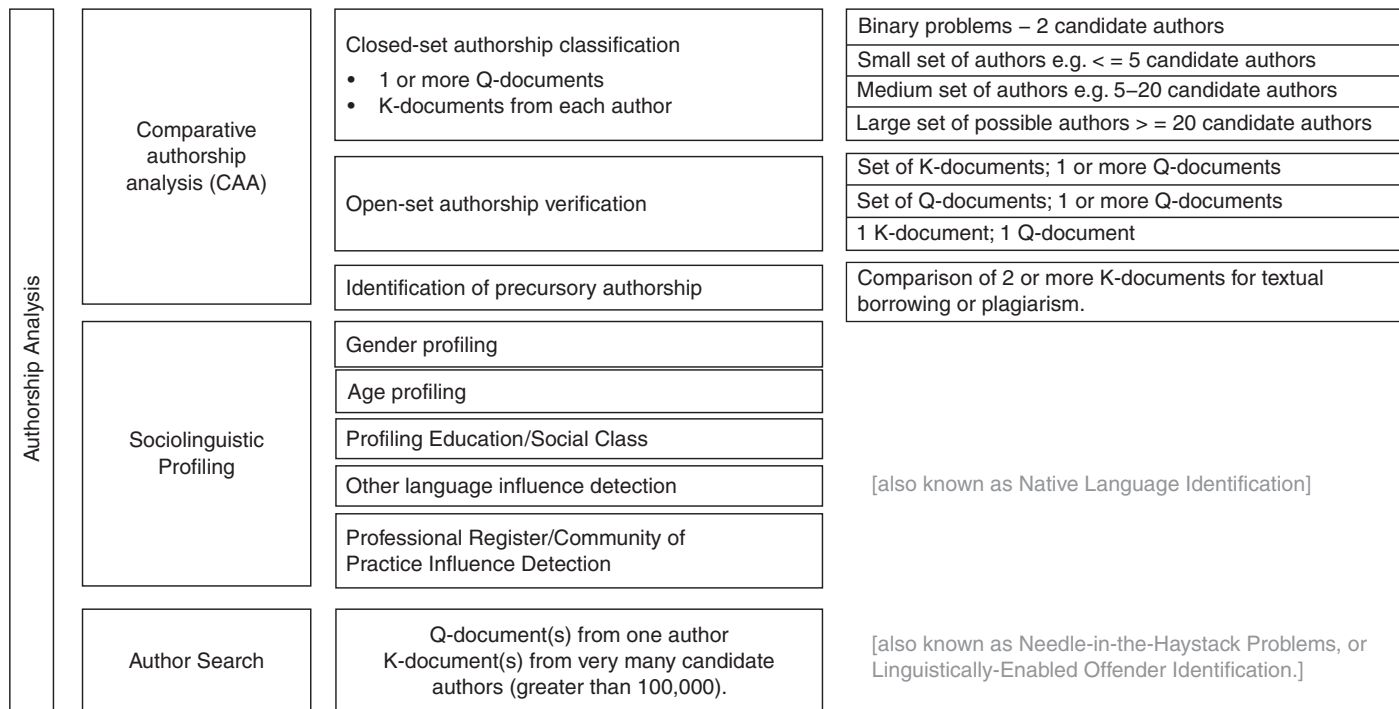 Authorship Analysis
Comparative
authorship
analysis (CAA)
Closed-set authorship classification
• 1 or more Q-documents
• K-documents from each author
Binary problems – 2 candidate authors
Small set of authors e.g. < = 5 candidate authors
Medium set of authors e.g. 5–20 candidate authors
Large set of possible authors > = 20 candidate authors
Open-set authorship verification
Set of K-documents; 1 or more Q-documents
Set of Q-documents; 1 or more Q-documents
1 K-document; 1 Q-document
Identification of precursory authorship
Comparison of 2 or more K-documents for textual
borrowing or plagiarism.
Sociolinguistic
Profiling
Gender profiling
Age profiling
Profiling Education/Social Class
Other language influence detection
[also known as Native Language Identification]
Professional Register/Community of
Practice Influence Detection
Author Search
Q-document(s) from one author
K-document(s) from very many candidate
authors (greater than 100,000).
[also known as Needle-in-the-Haystack Problems, or
Linguistically-Enabled Offender Identification.]